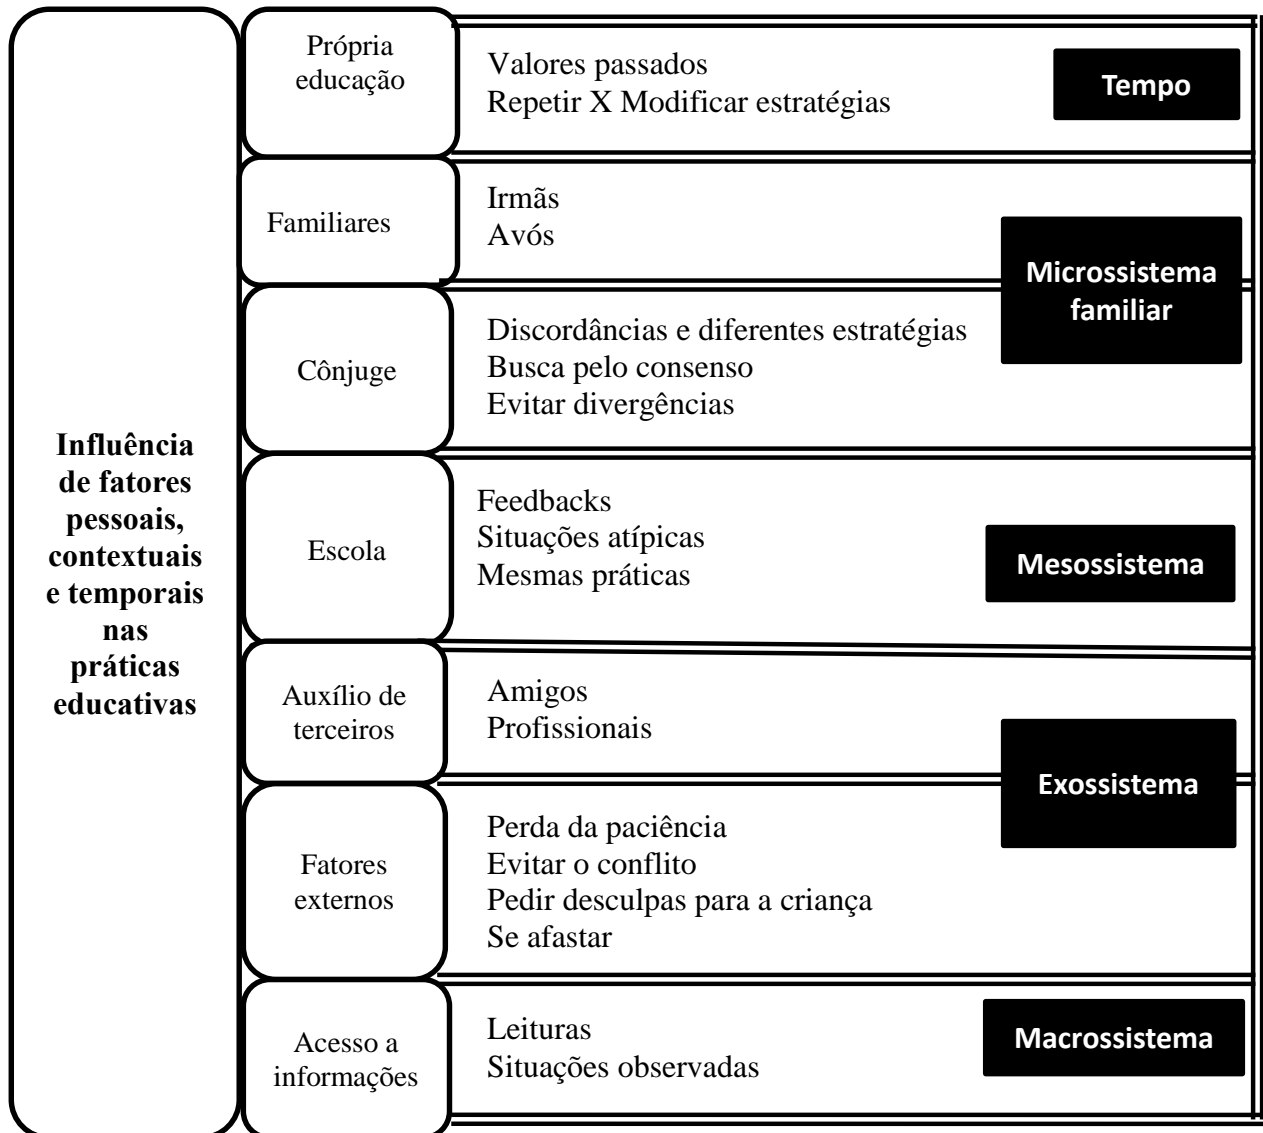 Influência
de fatores
pessoais,
contextuais
e temporais
nas
práticas
educativas
Própria
educação
Valores passados
Repetir X Modificar estratégias
Tempo
Familiares
Irmãs
Avós
Microssistema
familiar
Cônjuge
Discordâncias e diferentes estratégias
Busca pelo consenso
Evitar divergências
Escola
Feedbacks
Situações atípicas
Mesmas práticas
Mesossistema
Auxílio de
terceiros
Amigos
Profissionais
Exossistema
Fatores
externos
Perda da paciência
Evitar o conflito
Pedir desculpas para a criança
Se afastar
Acesso a
informações
Leituras
Situações observadas
Macrossistema